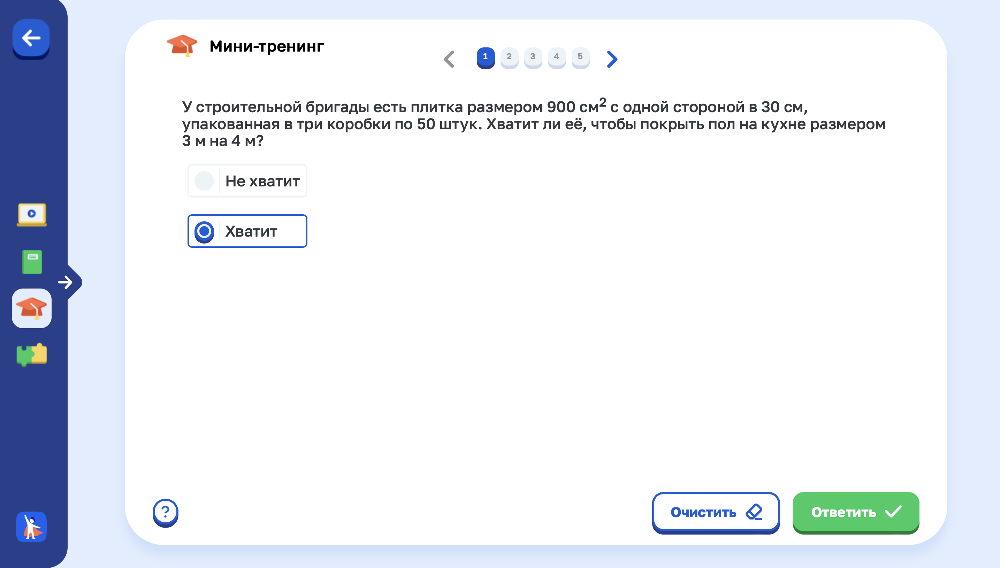 Мини-тренинг
1 2 3 4 5
У строительной бригады есть плитка размером 900 см² с одной стороной в 30 см,
упакованная в три коробки по 50 штук. Хватит ли её, чтобы покрыть пол на кухне размером
3 м на 4 м?
Не хватит
Хватит
?
Очистить
Ответить